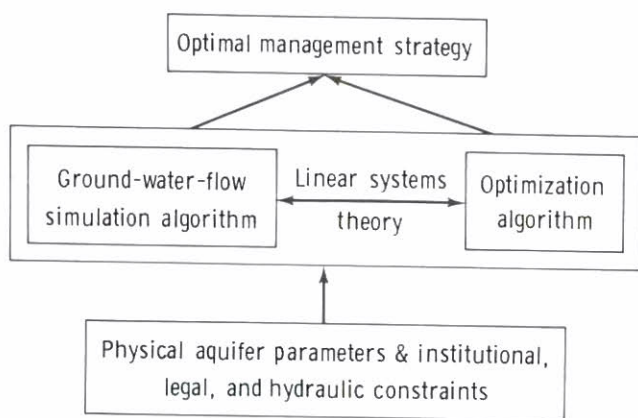 Optimal management strategy
Ground-water-flow
simulation algorithm
Linear systems
theory
Optimization
algorithm
Physical aquifer parameters & institutional,
legal, and hydraulic constraints